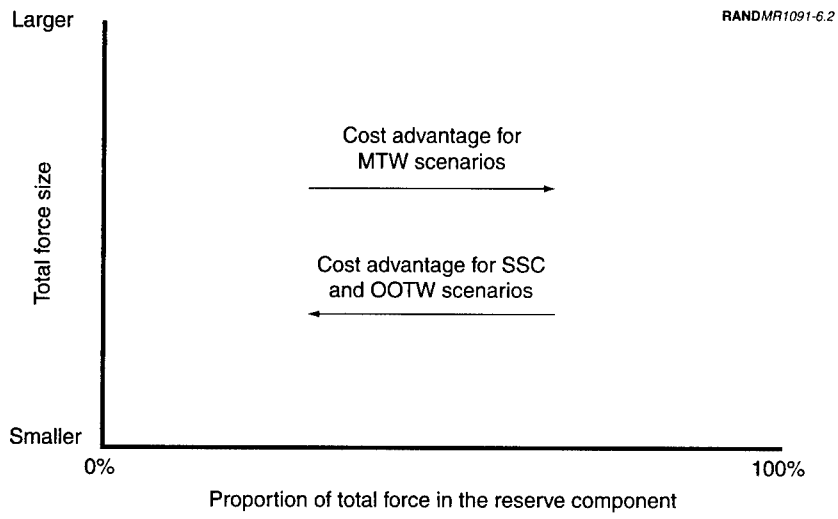 Larger
RANDMR1091-6.2
Cost advantage for
MTW scenarios
Total force size
Cost advantage for SSC
and OOTW scenarios
Smaller
0%
100%
Proportion of total force in the reserve component